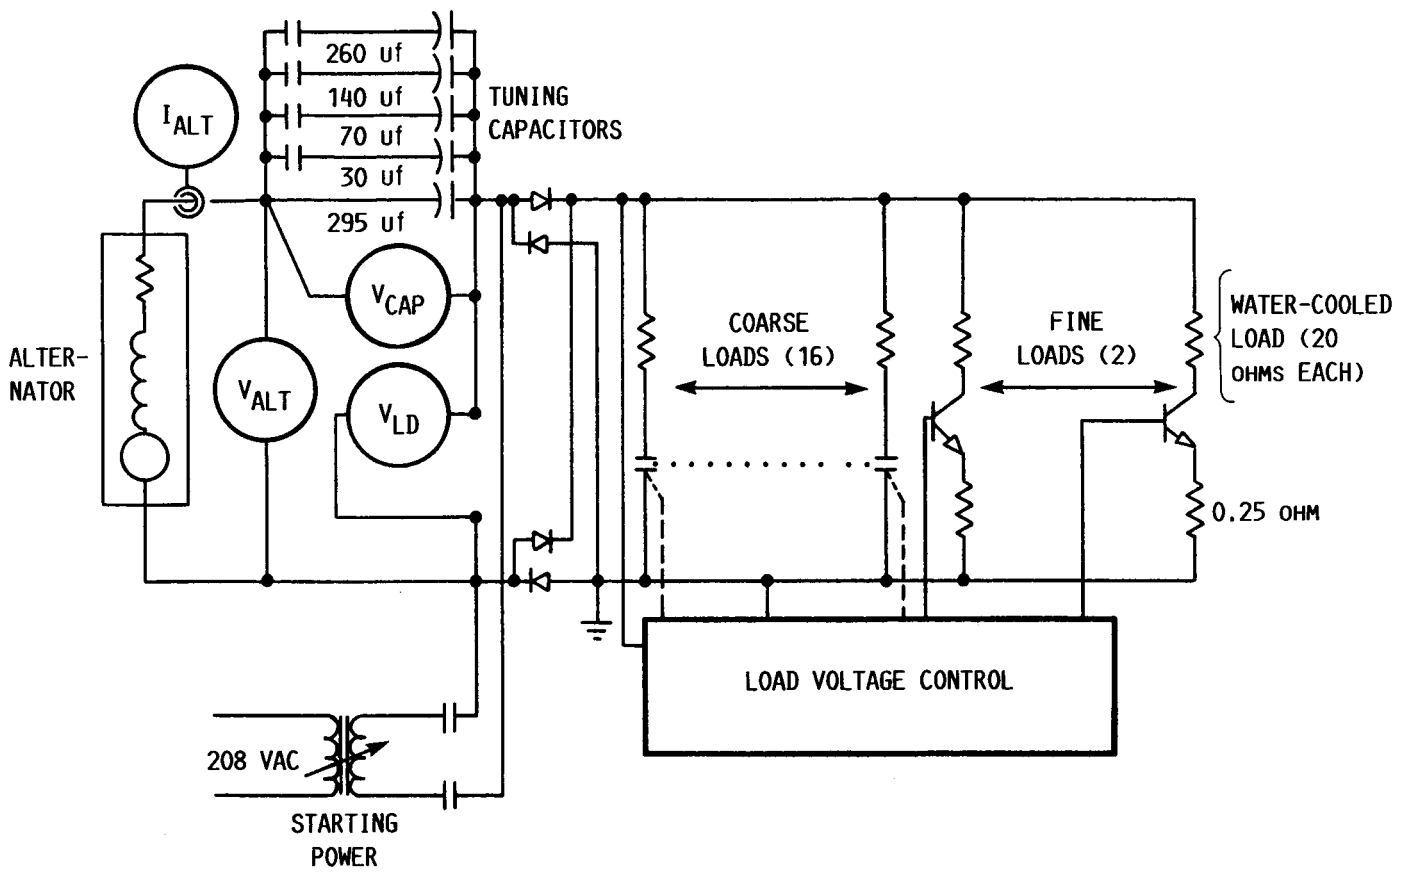 260 uf
140 uf
70 uf
30 uf
295 uf
TUNING
CAPACITORS
I ALT
V CAP
V ALT
V LD
ALTER-
NATOR
COARSE
LOADS (16)
FINE
LOADS (2)
WATER-COOLED
LOAD (20
OHMS EACH)
0.25 OHM
LOAD VOLTAGE CONTROL
208 VAC
STARTING
POWER